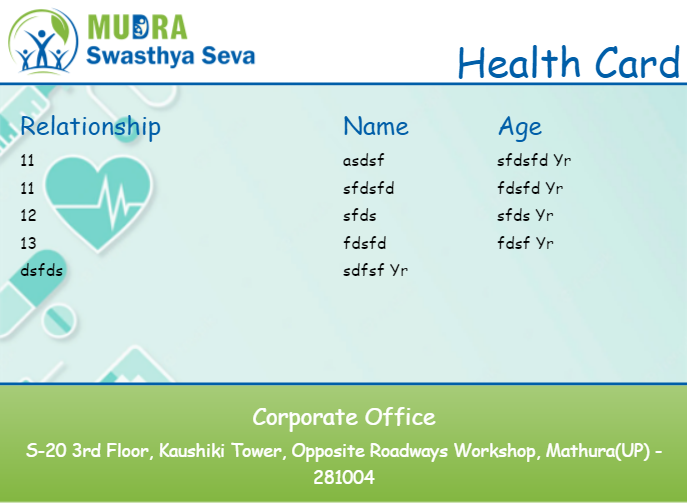 MUDRA
Swasthya Seva
Health Card
Relationship Name Age
11 asdsf sfdsfd Yr
11 sfdsfd fdsfd Yr
12 sfds sfds Yr
13 fdsfd fdsf Yr
dsfds sdfsf Yr
Corporate Office
S-20 3rd Floor, Kaushiki Tower, Opposite Roadways Workshop, Mathura(UP) -
281004